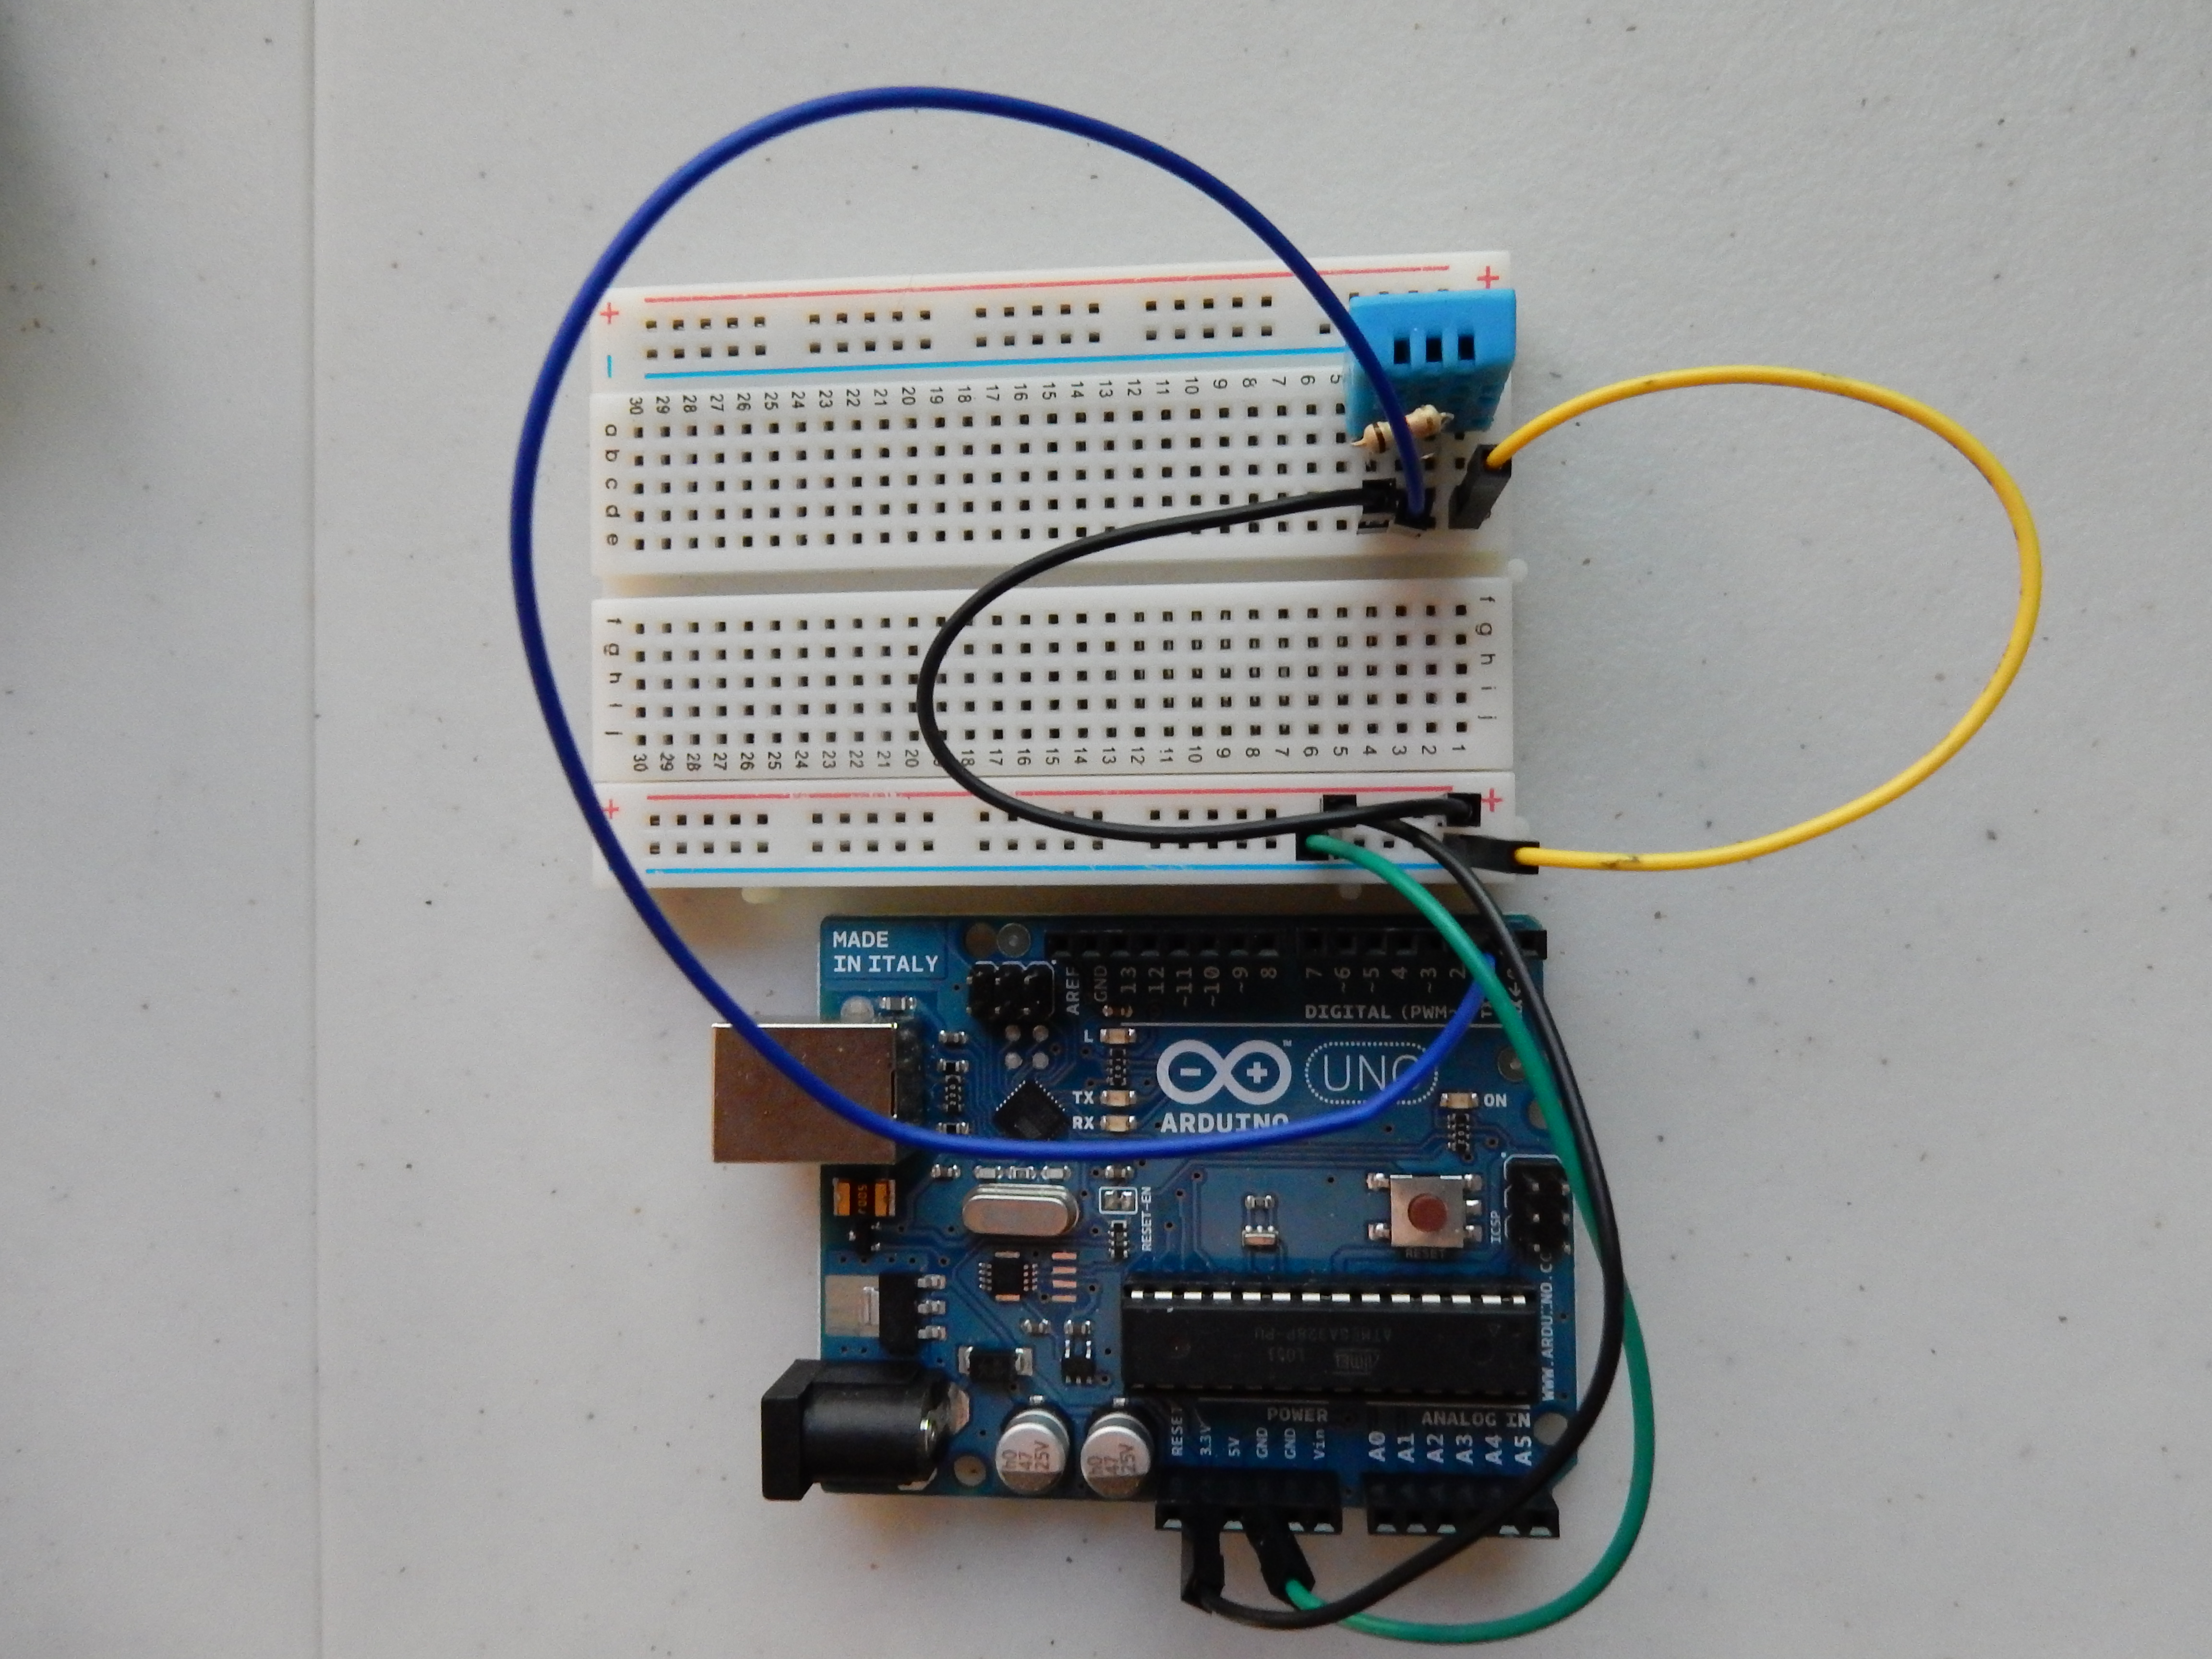 +
+
−
30 29 28 27 26 25 24 23 22 21 20 19 18 17 16 15 14 13 12 11 10 9 8 7 6 5
a
b
c
d
e
f f
g g
h h
i i
j j
30 29 28 27 26 25 24 23 22 21 20 18 17 16 15 14 13 12 11 10 9 8 7 6 5 4 3 2 1
+ +
MADE
IN ITALY
AREF GND 13 12 ~11 ~10 ~9 8 7 ~6 ~5 4 ~3 2
DIGITAL (PWM~
L
- +
UNO
TX
RX
ARDUINO
ON
RESET-EN
RESET
ICSP
ATMEGA328P-PU
ATMEL
WWW.ARDUINO.C
POWER
ANALOG IN
RESET 3.3V 5V GND GND Vin A0 A1 A2 A3 A4 A5
47
25V
47
25V